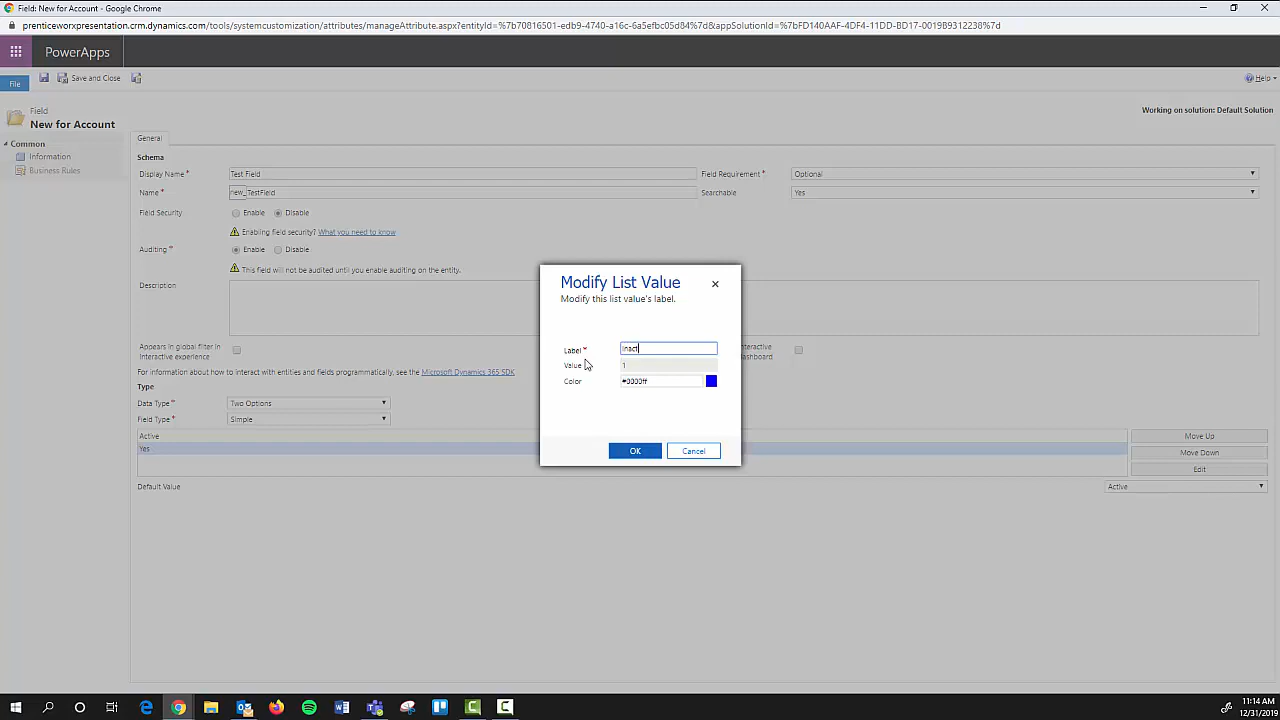 Field: New for Account - Google Chrome
prenticeworxpresentation.crm.dynamics.com/tools/systemcustomization/attributes/manageAttribute.aspx?entityId=%7b70816501-edb9-4740-a16c-6a5efbc05d84%7d&appSolutionId=%7bFD140AAF-4DF4-11DD-BD17-0019B9312238%7d
PowerApps
File
Save and Close
Help
Field
New for Account
Working on solution: Default Solution
Common
Information
Business Rules
General
Schema
Display Name *
Test Field
Field Requirement *
Optional
Name *
new_TestField
Searchable
Yes
Field Security
Enable
Disable
Enabling field security? What you need to know
Auditing *
Enable
Disable
This field will not be audited until you enable auditing on the entity.
Description
Appears in global filter in interactive experience
For information about how to interact with entities and fields programmatically, see the Microsoft Dynamics 365 SDK
Type
Data Type *
Two Options
Field Type *
Simple
Active
Yes
Move Up
Move Down
Edit
Default Value
Active
Modify List Value
Modify this list value's label.
Label *
Inact
Value
1
Color
#0000ff
OK
Cancel
11:14 AM
12/31/2019